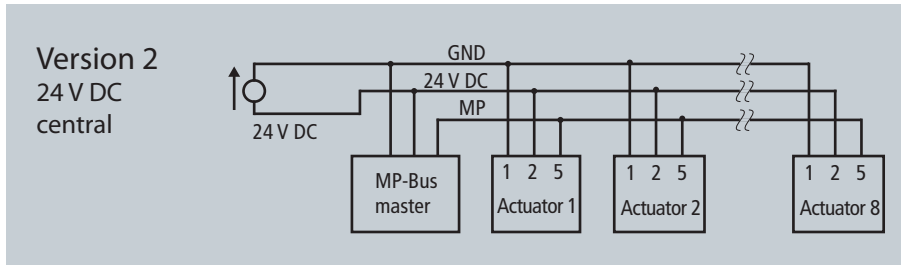 Version 2
24 V DC
central
GND
24 V DC
MP
24 V DC
MP-Bus
master
1 2 5
Actuator 1
1 2 5
Actuator 2
1 2 5
Actuator 8